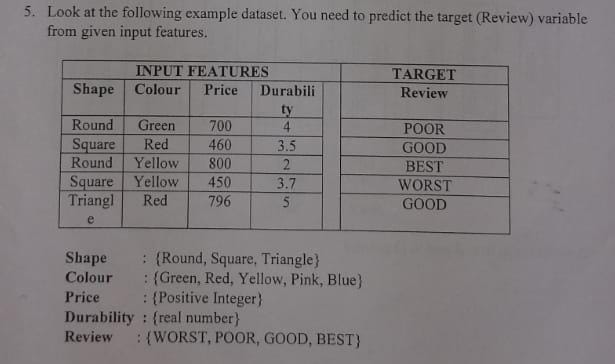 5. Look at the following example dataset. You need to predict the target (Review) variable
from given input features.
INPUT FEATURES TARGET
Shape Colour Price Durabili Review
ty
Round Green 700 4 POOR
Square Red 460 3.5 GOOD
Round Yellow 800 2 BEST
Square Yellow 450 3.7 WORST
Triangl Red 796 5 GOOD
e
Shape : {Round, Square, Triangle}
Colour : {Green, Red, Yellow, Pink, Blue}
Price : {Positive Integer}
Durability : {real number}
Review : {WORST, POOR, GOOD, BEST}